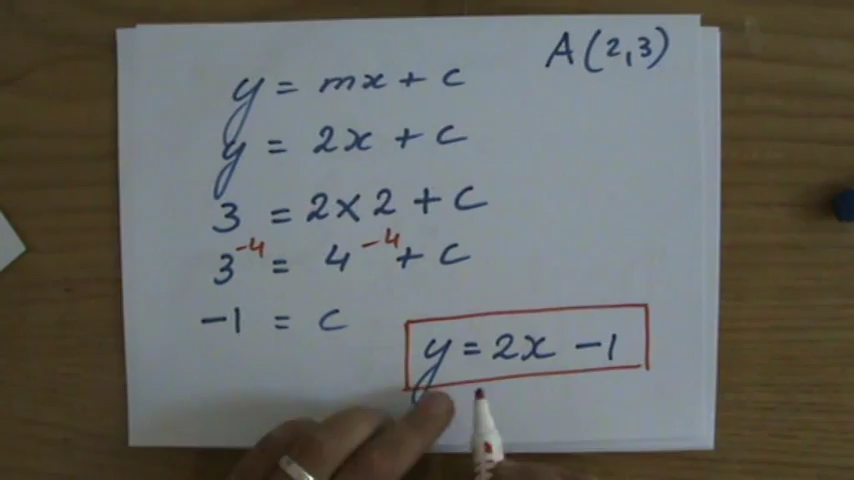 A (2,3)
y = mx + c
y = 2x + c
3 = 2 × 2 + c
3 -4 = 4 -4 + c
-1 = c
y = 2x - 1